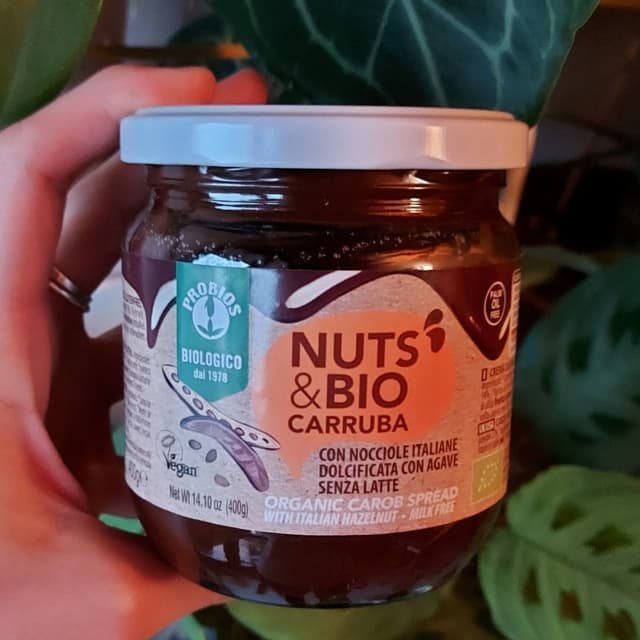 PROBIOS
BIOLOGICO
dal 1978
PALM
OIL
FREE
NUTS
&BIO
CARRUBA
CON NOCCIOLE ITALIANE
DOLCIFICATA CON AGAVE
SENZA LATTE
Vegan
Net Wt 14.10 oz (400g)
ORGANIC CAROB SPREAD
WITH ITALIAN HAZELNUT - MILK FREE